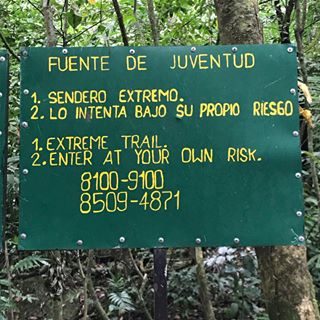 FUENTE DE JUVENTUD
1. SENDERO EXTREMO.
2. LO INTENTA BAJO SU PROPIO RIESGO
1. EXTREME TRAIL.
2. ENTER AT YOUR OWN RISK.
8100-9100
8509-4871